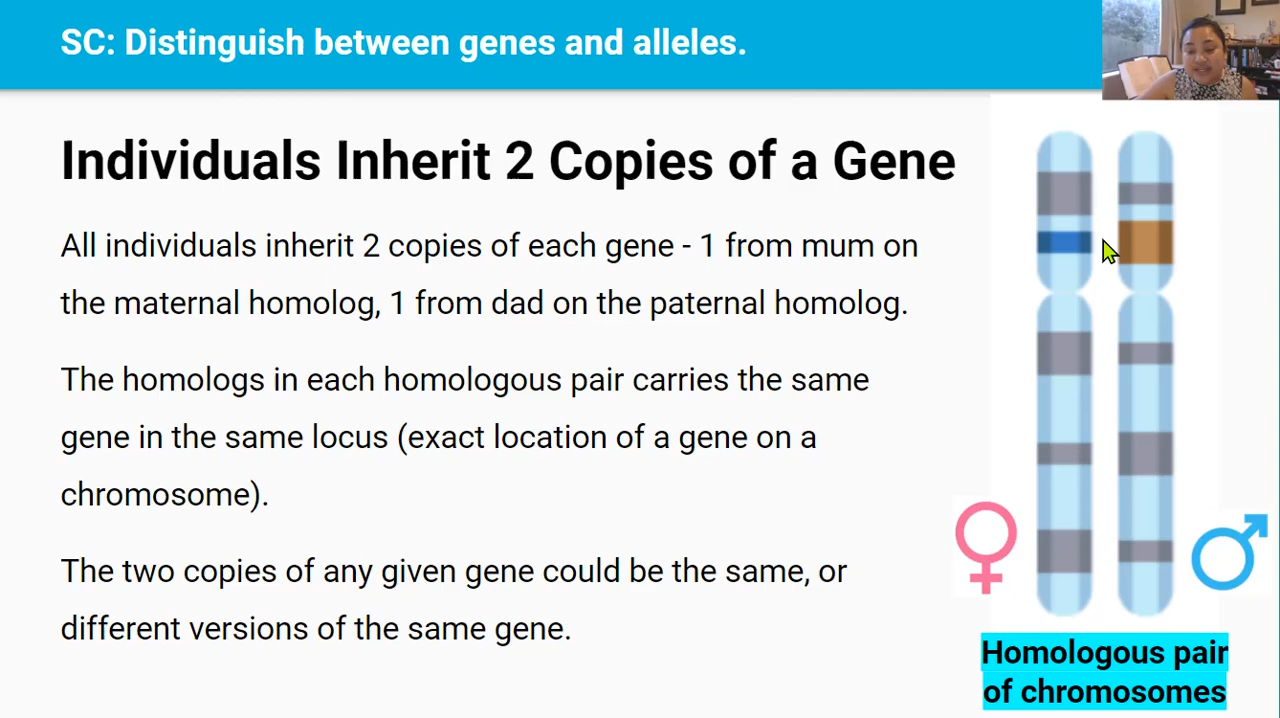 SC: Distinguish between genes and alleles.
Individuals Inherit 2 Copies of a Gene
All individuals inherit 2 copies of each gene - 1 from mum on
the maternal homolog, 1 from dad on the paternal homolog.
The homologs in each homologous pair carries the same
gene in the same locus (exact location of a gene on a
chromosome).
The two copies of any given gene could be the same, or
different versions of the same gene.
Homologous pair
of chromosomes